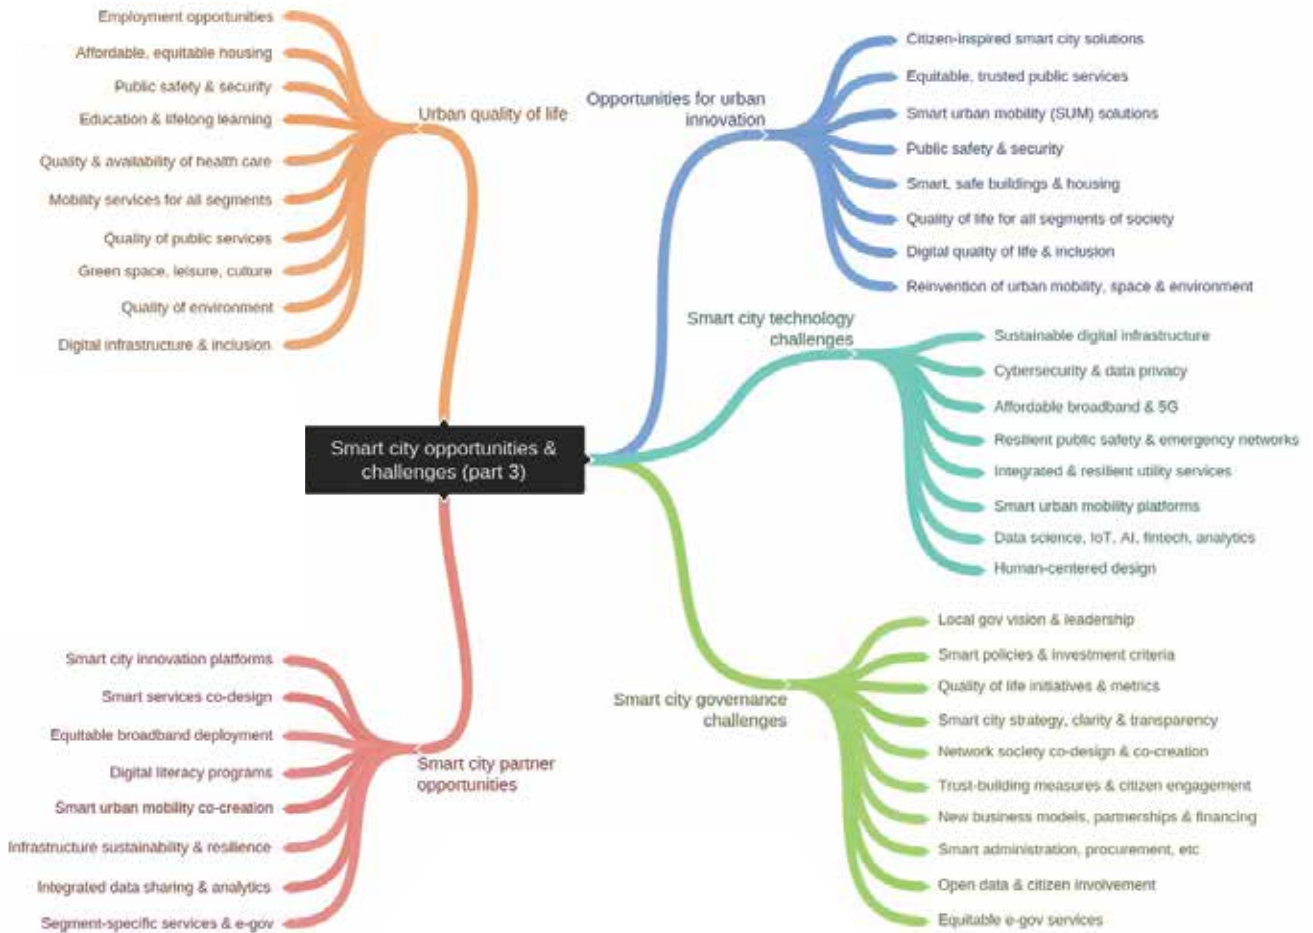 Smart city opportunities &
challenges (part 3)
Urban quality of life
Employment opportunities
Affordable, equitable housing
Public safety & security
Education & lifelong learning
Quality & availability of health care
Mobility services for all segments
Quality of public services
Green space, leisure, culture
Quality of environment
Digital infrastructure & inclusion
Opportunities for urban
innovation
Citizen-inspired smart city solutions
Equitable, trusted public services
Smart urban mobility (SUM) solutions
Public safety & security
Smart, safe buildings & housing
Quality of life for all segments of society
Digital quality of life & inclusion
Reinvention of urban mobility, space & environment
Smart city technology
challenges
Sustainable digital infrastructure
Cybersecurity & data privacy
Affordable broadband & 5G
Resilient public safety & emergency networks
Integrated & resilient utility services
Smart urban mobility platforms
Data science, IoT, AI, fintech, analytics
Human-centered design
Smart city governance
challenges
Local gov vision & leadership
Smart policies & investment criteria
Quality of life initiatives & metrics
Smart city strategy, clarity & transparency
Network society co-design & co-creation
Trust-building measures & citizen engagement
New business models, partnerships & financing
Smart administration, procurement, etc
Open data & citizen involvement
Equitable e-gov services
Smart city partner
opportunities
Smart city innovation platforms
Smart services co-design
Equitable broadband deployment
Digital literacy programs
Smart urban mobility co-creation
Infrastructure sustainability & resilience
Integrated data sharing & analytics
Segment-specific services & e-gov